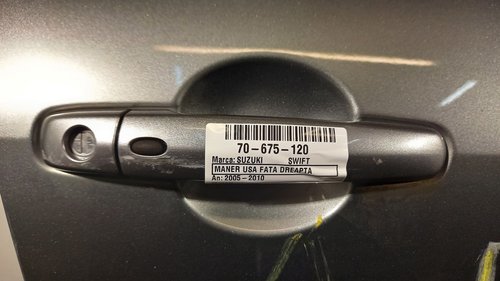 70-675-120
Marca: SUZUKI SWIFT
MANER USA FATA DREAPTA
An: 2005-2010